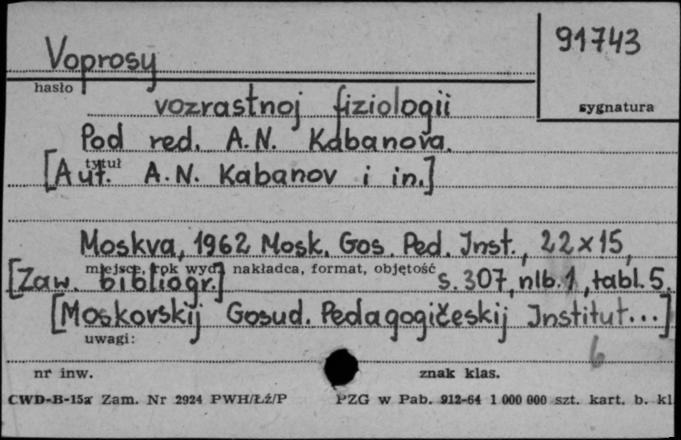 Voprosy
91743
hasło
sygnatura
vozrastnoj fiziologii
Pod red. A.N. Kabanova.
tytuł
[Aut. A.N. Kabanov i in.]
Moskva, 1962 Mosk. Gos. Ped. Inst., 22x15,
miejsce, rok wyd., nakładca, format, objętość
[Zaw. bibliogr.] s. 307, nlb. 1, tabl. 5.
[Moskovskij Gosud. Pedagogičeskij Institut...]
uwagi:
6
nr inw. znak klas.
CWD-B-15a Zam. Nr 2924 PWH/Łź/P PZG w Pab. 912-64 1 000 000 szt. kart. b. kl